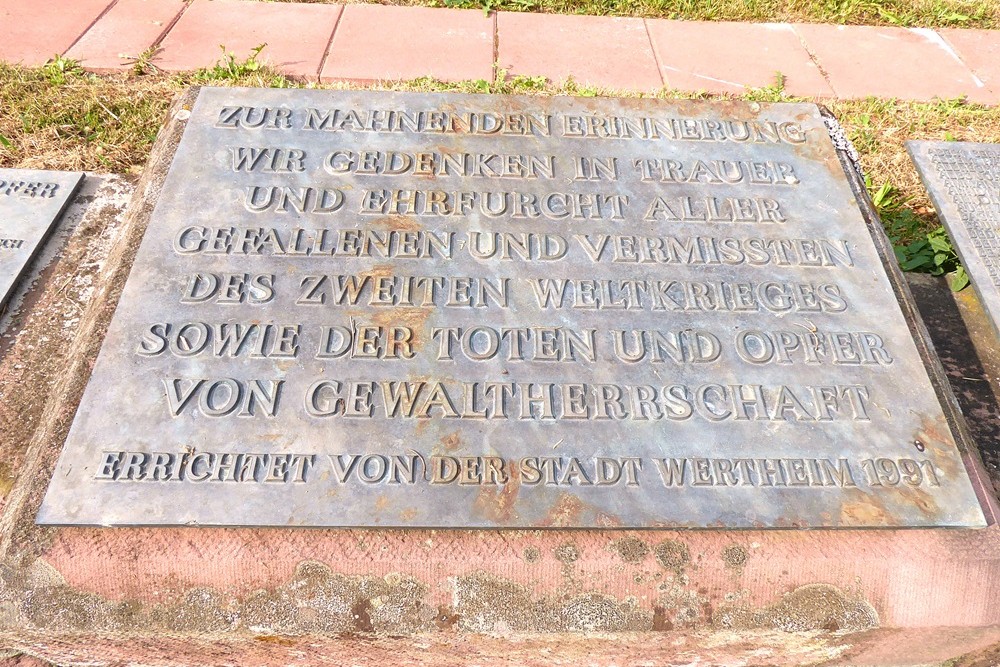 ZUR MAHNENDEN ERINNERUNG
WIR GEDENKEN IN TRAUER
UND EHRFURCHT ALLER
GEFALLENEN UND VERMISSTEN
DES ZWEITEN WELTKRIEGES
SOWIE DER TOTEN UND OPFER
VON GEWALTHERRSCHAFT
ERRICHTET VON DER STADT WERTHEIM 1991